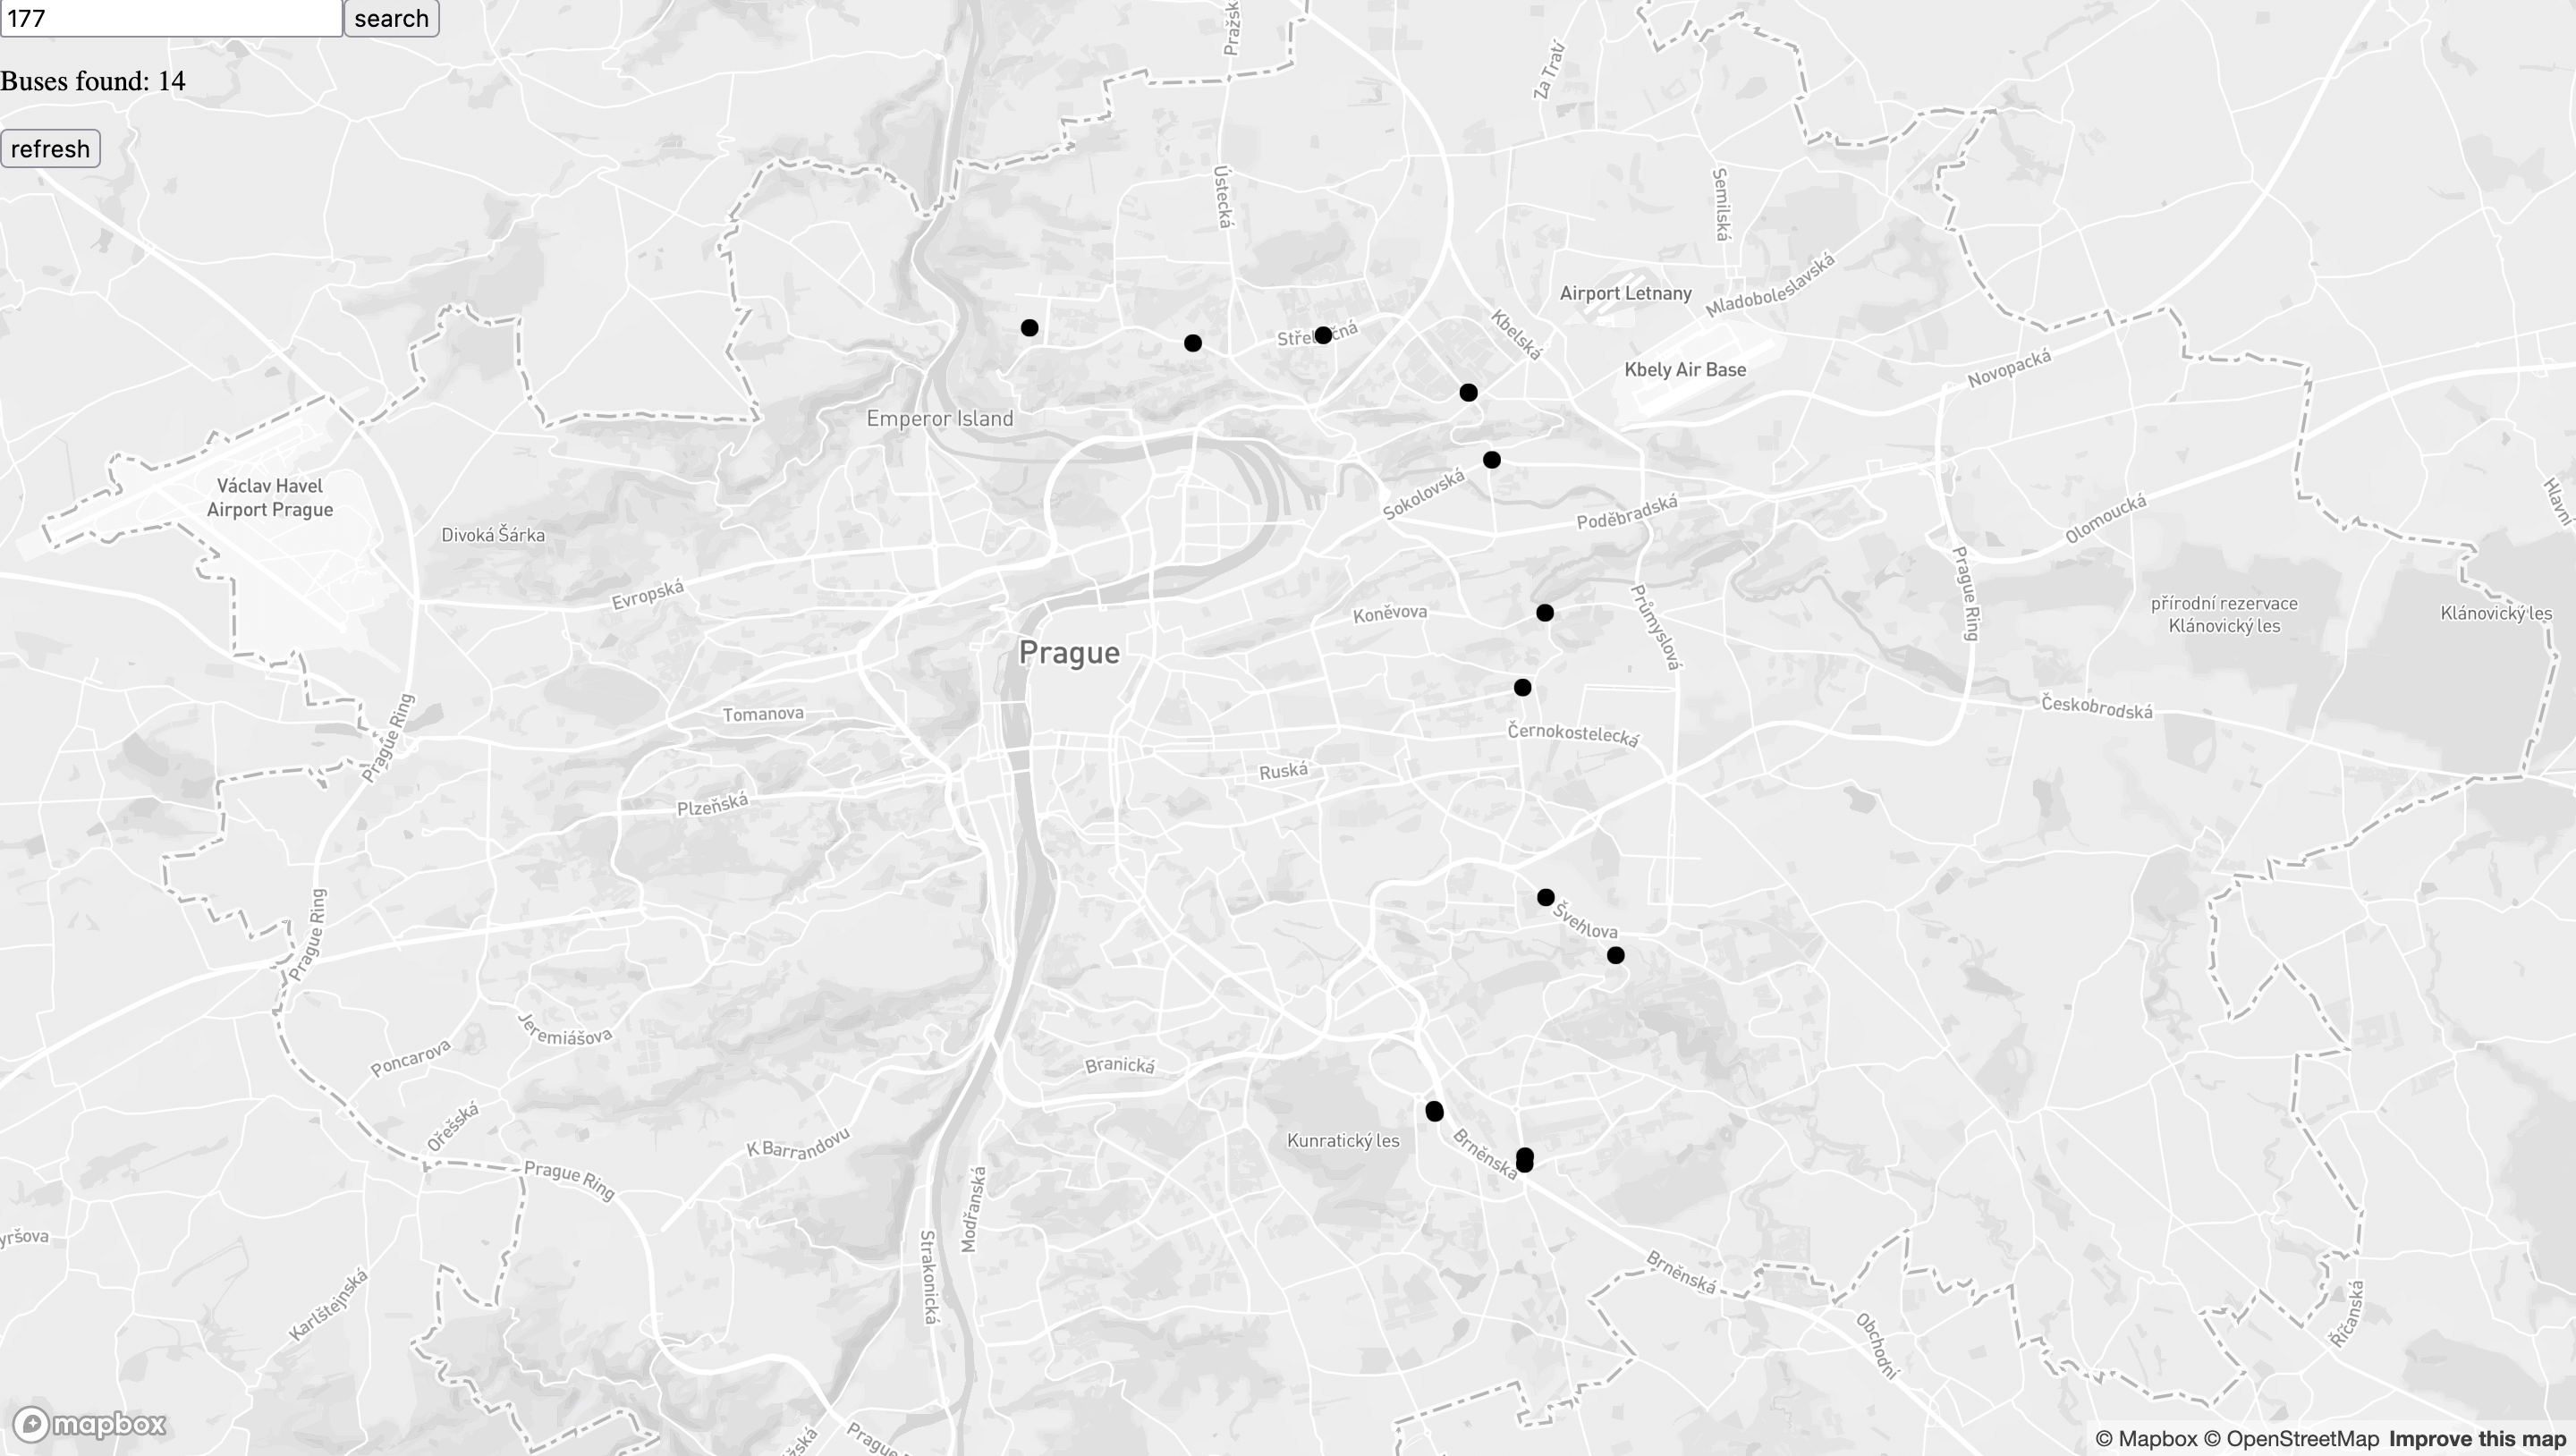 177
search
Buses found: 14
refresh
Za Tratí
Ústecká
Semilská
Airport Letnany
Mladoboleslavská
Kbelská
Kbely Air Base
Novopacká
Emperor Island
Václav Havel
Airport Prague
Divoká Šárka
Sokolovská
Poděbradská
Olomoucká
Evropská
Koněvova
Průmyslová
Prague Ring
přírodní rezervace
Klánovický les
Klánovický les
Prague
Prague Ring
Tomanova
Černokostelecká
Českobrodská
Ruská
Plzeňská
Prague Ring
Švehlova
Jeremiášova
Poncarova
Branická
Ořešská
K Barrandovu
Kunratický les
Brněnská
Prague Ring
Modřanská
Strakonická
Karlštejnská
Brněnská
Obchodní
Říčanská
mapbox
© Mapbox © OpenStreetMap Improve this map